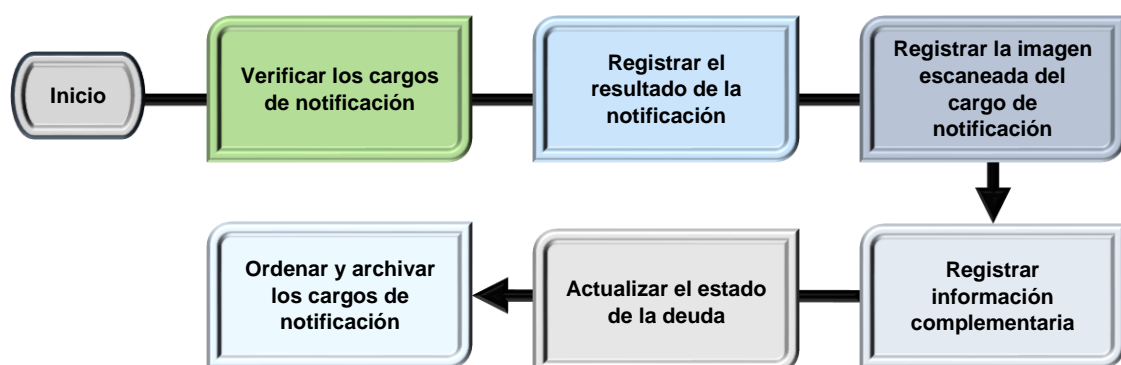 Inicio
Verificar los cargos
de notificación
Registrar el
resultado de la
notificación
Registrar la imagen
escaneada del
cargo de
notificación
Registrar
información
complementaria
Actualizar el estado
de la deuda
Ordenar y archivar
los cargos de
notificación